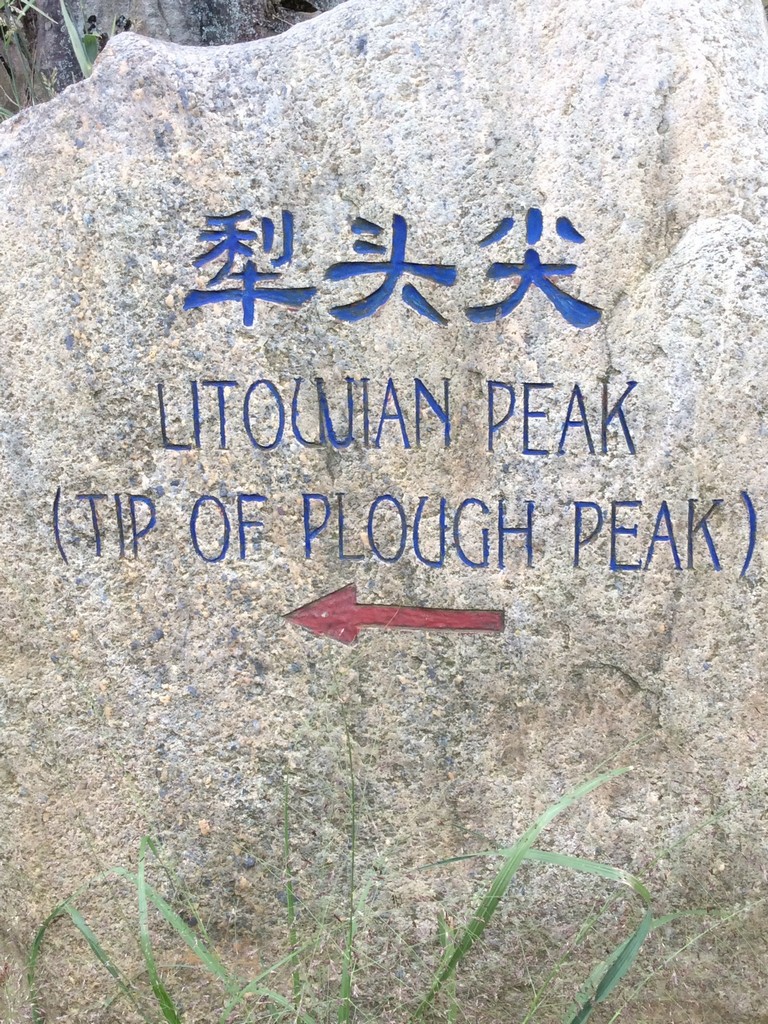 犁头尖
LITOUJIAN PEAK
(TIP OF PLOUGH PEAK)